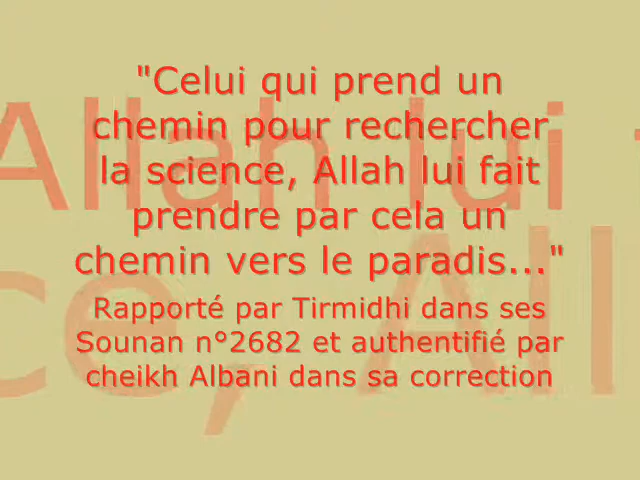 "Celui qui prend un
chemin pour rechercher
la science, Allah lui fait
prendre par cela un
chemin vers le paradis..."
Rapporté par Tirmidhi dans ses
Sounan n°2682 et authentifié par
cheikh Albani dans sa correction